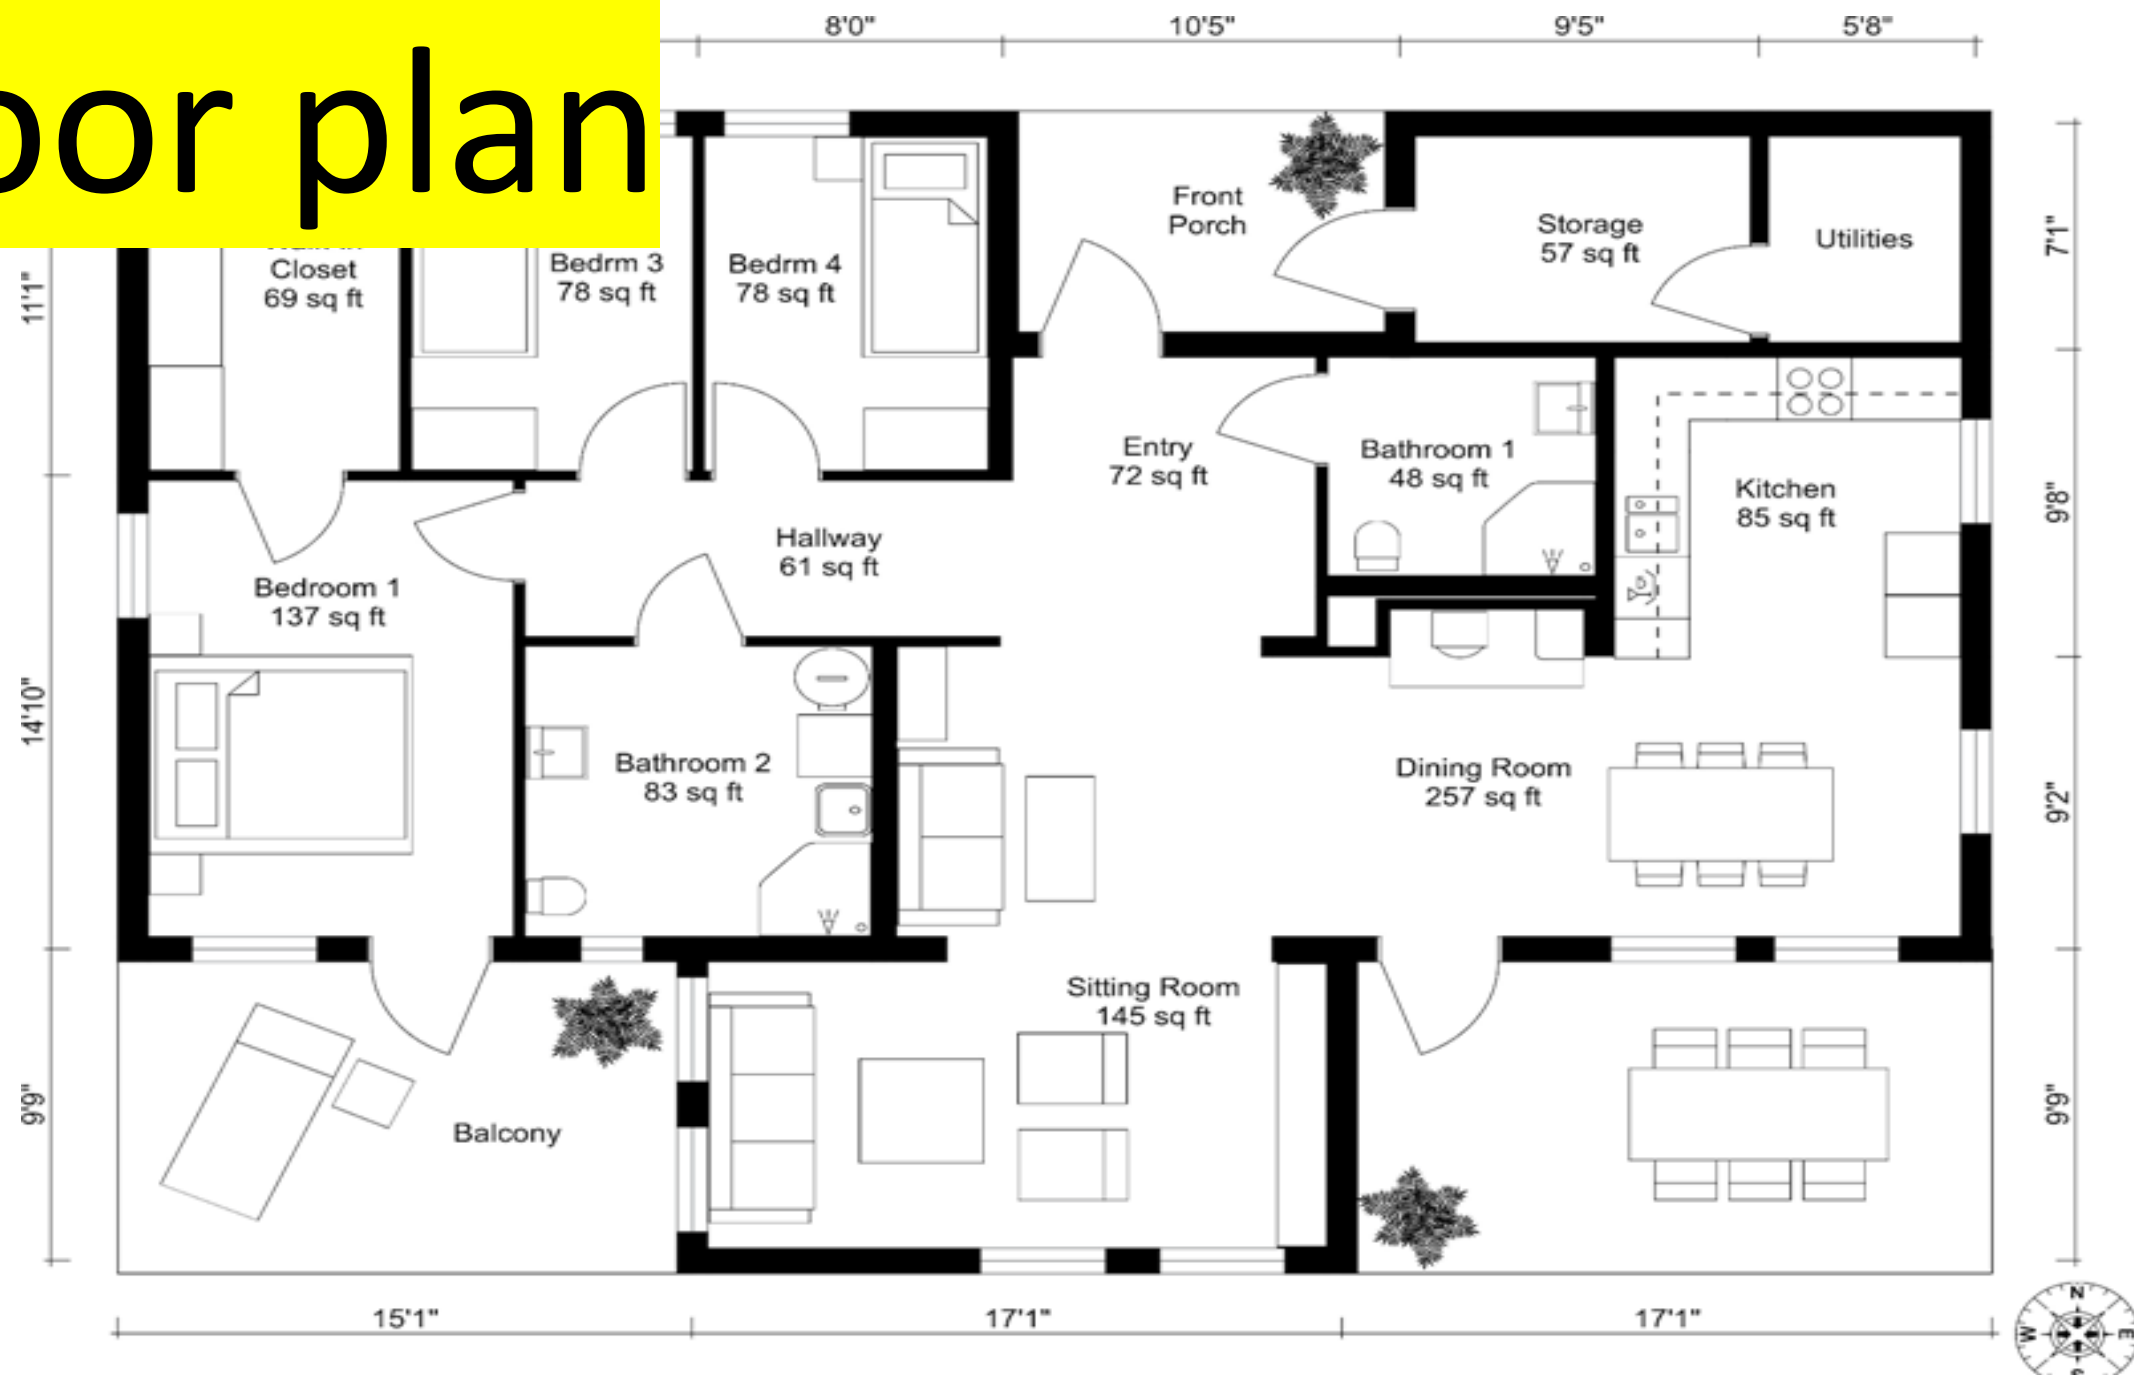 oor plan
8'0"
10'5"
9'5"
5'8"
Closet
69 sq ft
Bedrm 3
78 sq ft
Bedrm 4
78 sq ft
Front
Porch
Storage
57 sq ft
Utilities
11'1"
7'1"
Entry
72 sq ft
Bathroom 1
48 sq ft
Kitchen
85 sq ft
9'8"
Hallway
61 sq ft
Bedroom 1
137 sq ft
14'10"
Bathroom 2
83 sq ft
Dining Room
257 sq ft
9'2"
Sitting Room
145 sq ft
Balcony
9'9"
9'9"
15'1"
17'1"
17'1"
N
W
E